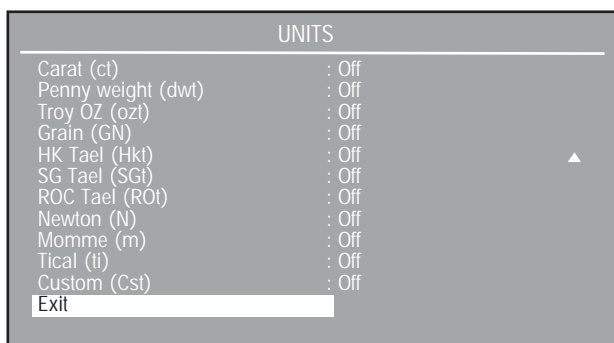 UNITS
Carat (ct) : Off
Penny weight (dwt) : Off
Troy OZ (ozt) : Off
Grain (GN) : Off
HK Tael (Hkt) : Off
SG Tael (SGt) : Off
ROC Tael (ROt) : Off
Newton (N) : Off
Momme (m) : Off
Tical (ti) : Off
Custom (Cst) : Off
Exit